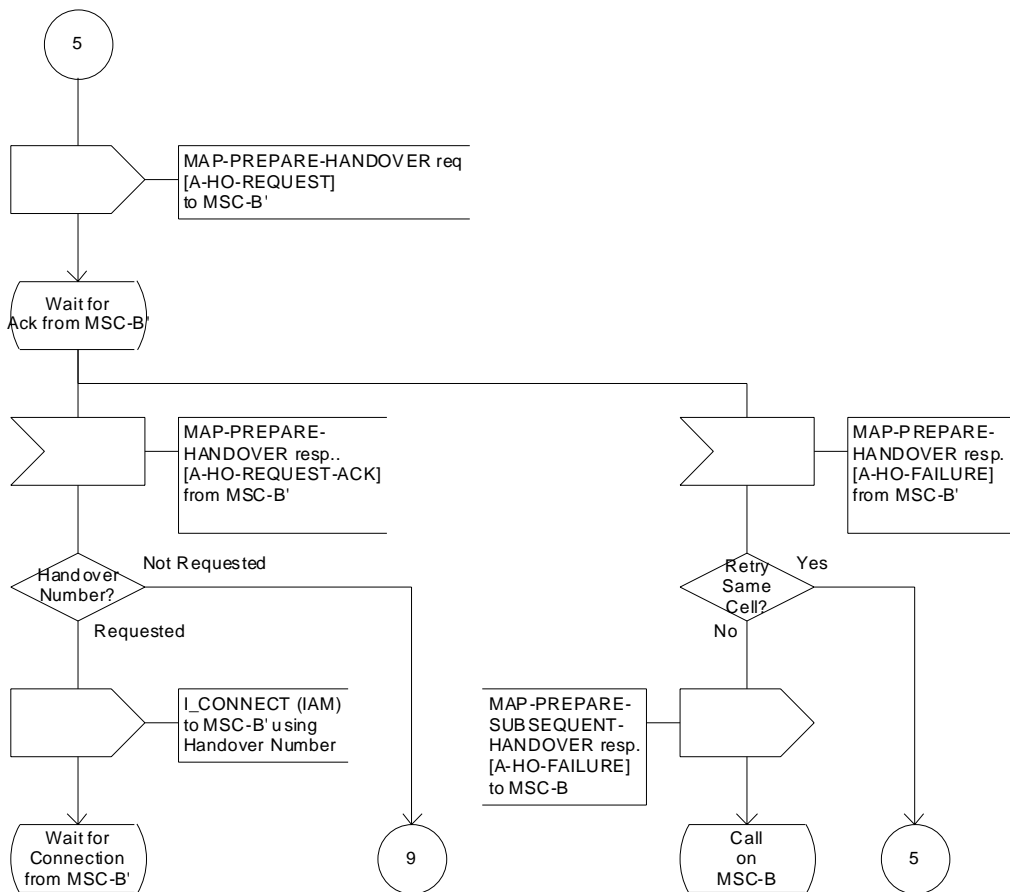 5
MAP-PREPARE-HANDOVER req
[A-HO-REQUEST]
to MSC-B'
Wait for
Ack from MSC-B'
MAP-PREPARE-
HANDOVER resp..
[A-HO-REQUEST-ACK]
from MSC-B'
MAP-PREPARE-
HANDOVER resp.
[A-HO-FAILURE]
from MSC-B'
Handover
Number?
Not Requested
Requested
Retry
Same
Cell?
Yes
No
I_CONNECT (IAM)
to MSC-B' using
Handover Number
MAP-PREPARE-
SUBSEQUENT-
HANDOVER resp.
[A-HO-FAILURE]
to MSC-B
Wait for
Connection
from MSC-B'
9
Call
on
MSC-B
5